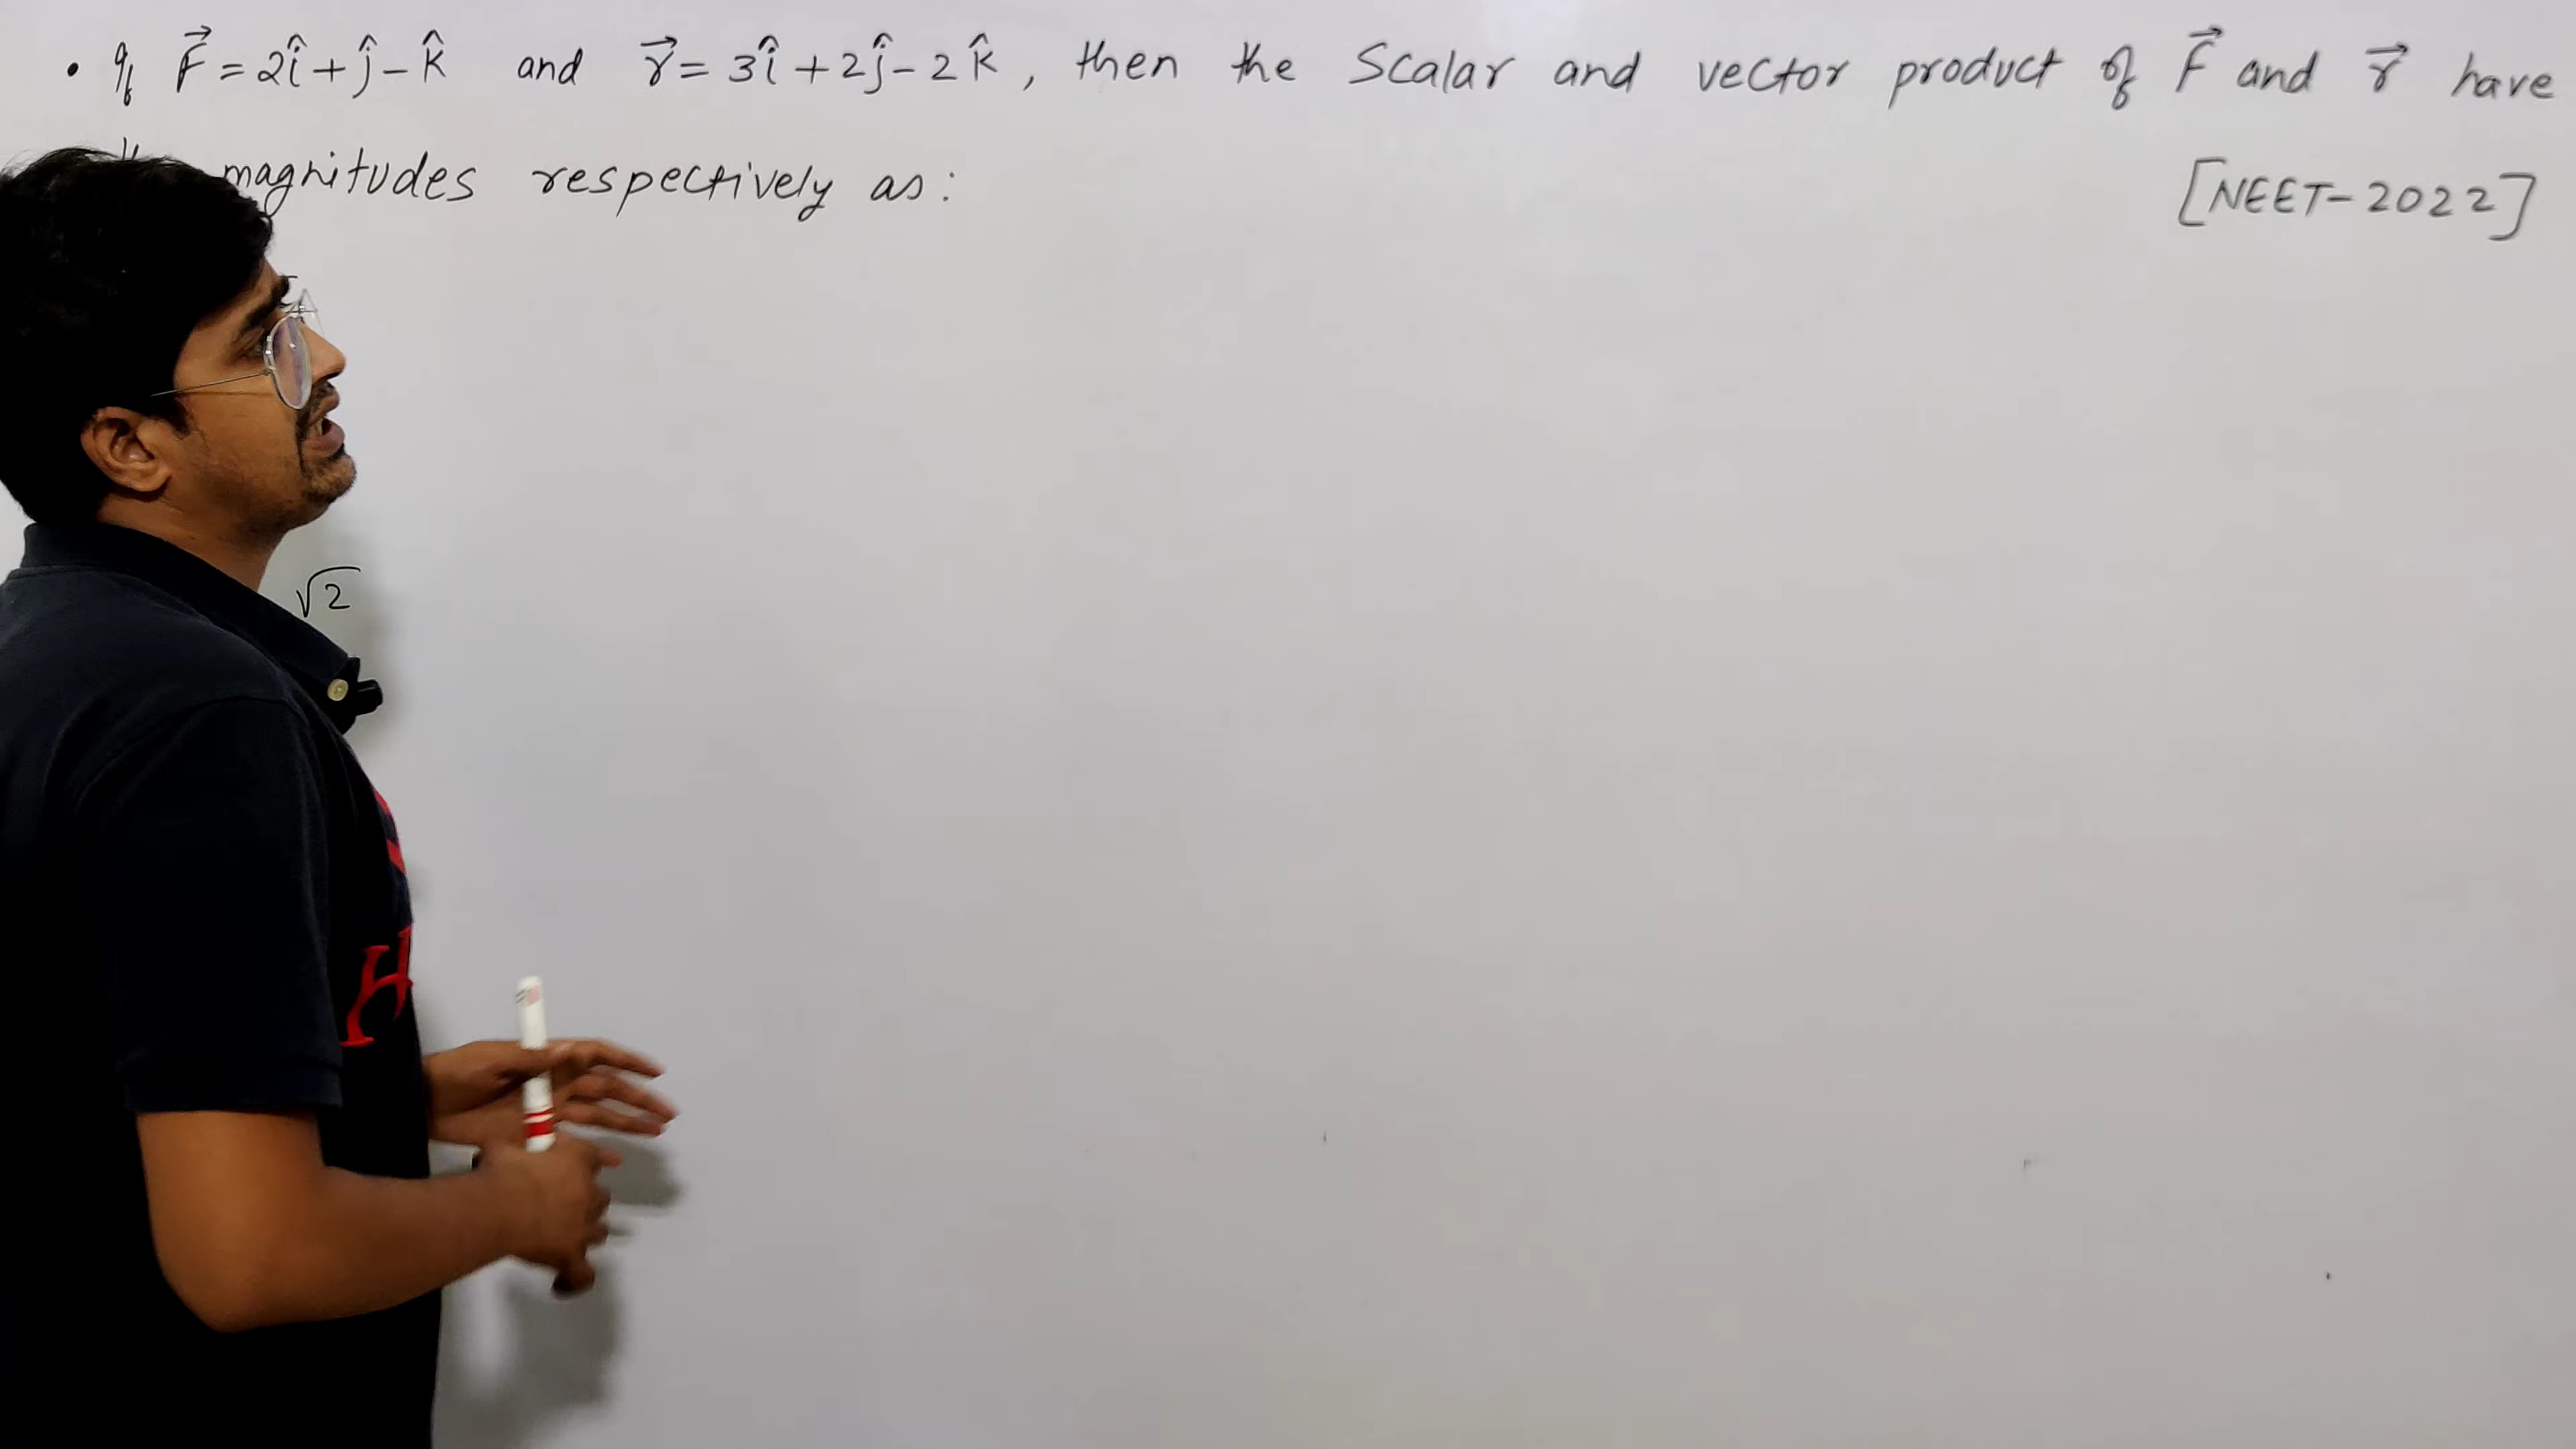 • If F⃗ = 2î + ĵ - k̂ and r⃗ = 3î + 2ĵ - 2k̂, then the Scalar and vector product of F⃗ and r⃗ have
magnitudes respectively as: [NEET-2022]
√2
H